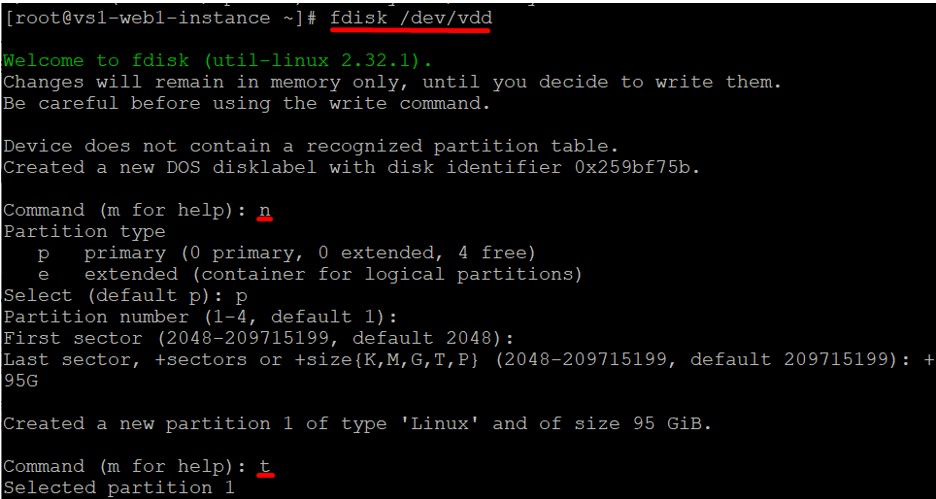 [root@vs1-web1-instance ~]# fdisk /dev/vdd
Welcome to fdisk (util-linux 2.32.1).
Changes will remain in memory only, until you decide to write them.
Be careful before using the write command.
Device does not contain a recognized partition table.
Created a new DOS disklabel with disk identifier 0x259bf75b.
Command (m for help): n
Partition type
   p   primary (0 primary, 0 extended, 4 free)
   e   extended (container for logical partitions)
Select (default p): p
Partition number (1-4, default 1):
First sector (2048-209715199, default 2048):
Last sector, +sectors or +size{K,M,G,T,P} (2048-209715199, default 209715199): +
95G
Created a new partition 1 of type 'Linux' and of size 95 GiB.
Command (m for help): t
Selected partition 1